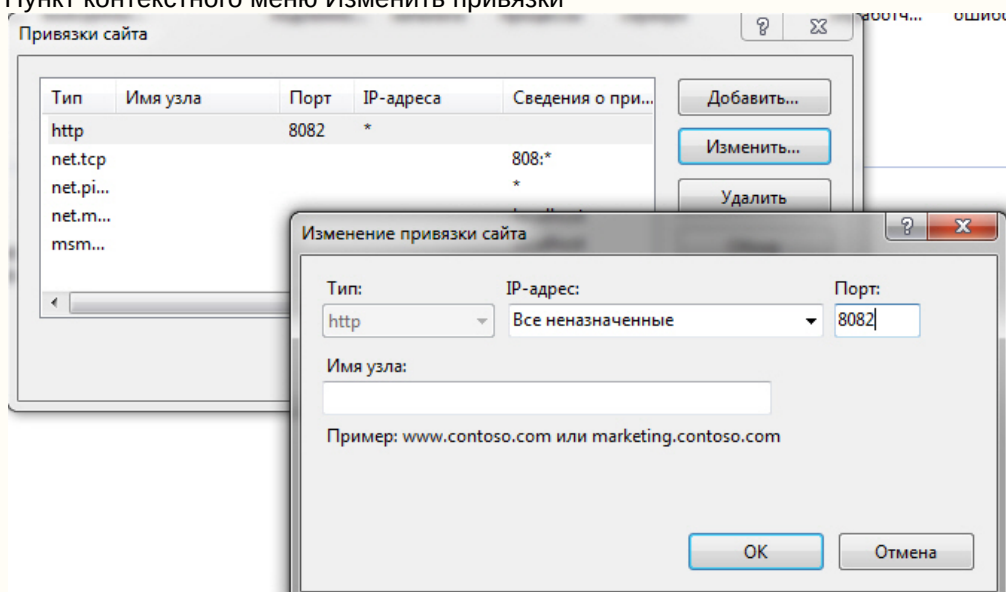 Пункт контекстного меню Изменить привязки
Привязки сайта
Тип Имя узла Порт IP-адреса Сведения о при... Добавить...
http 8082 *
Изменить...
net.tcp 808:*
net.pi... *
Удалить
net.m...
msm...
Изменение привязки сайта
Тип: IP-адрес: Порт:
http Все неназначенные 8082
Имя узла:
Пример: www.contoso.com или marketing.contoso.com
OK Отмена